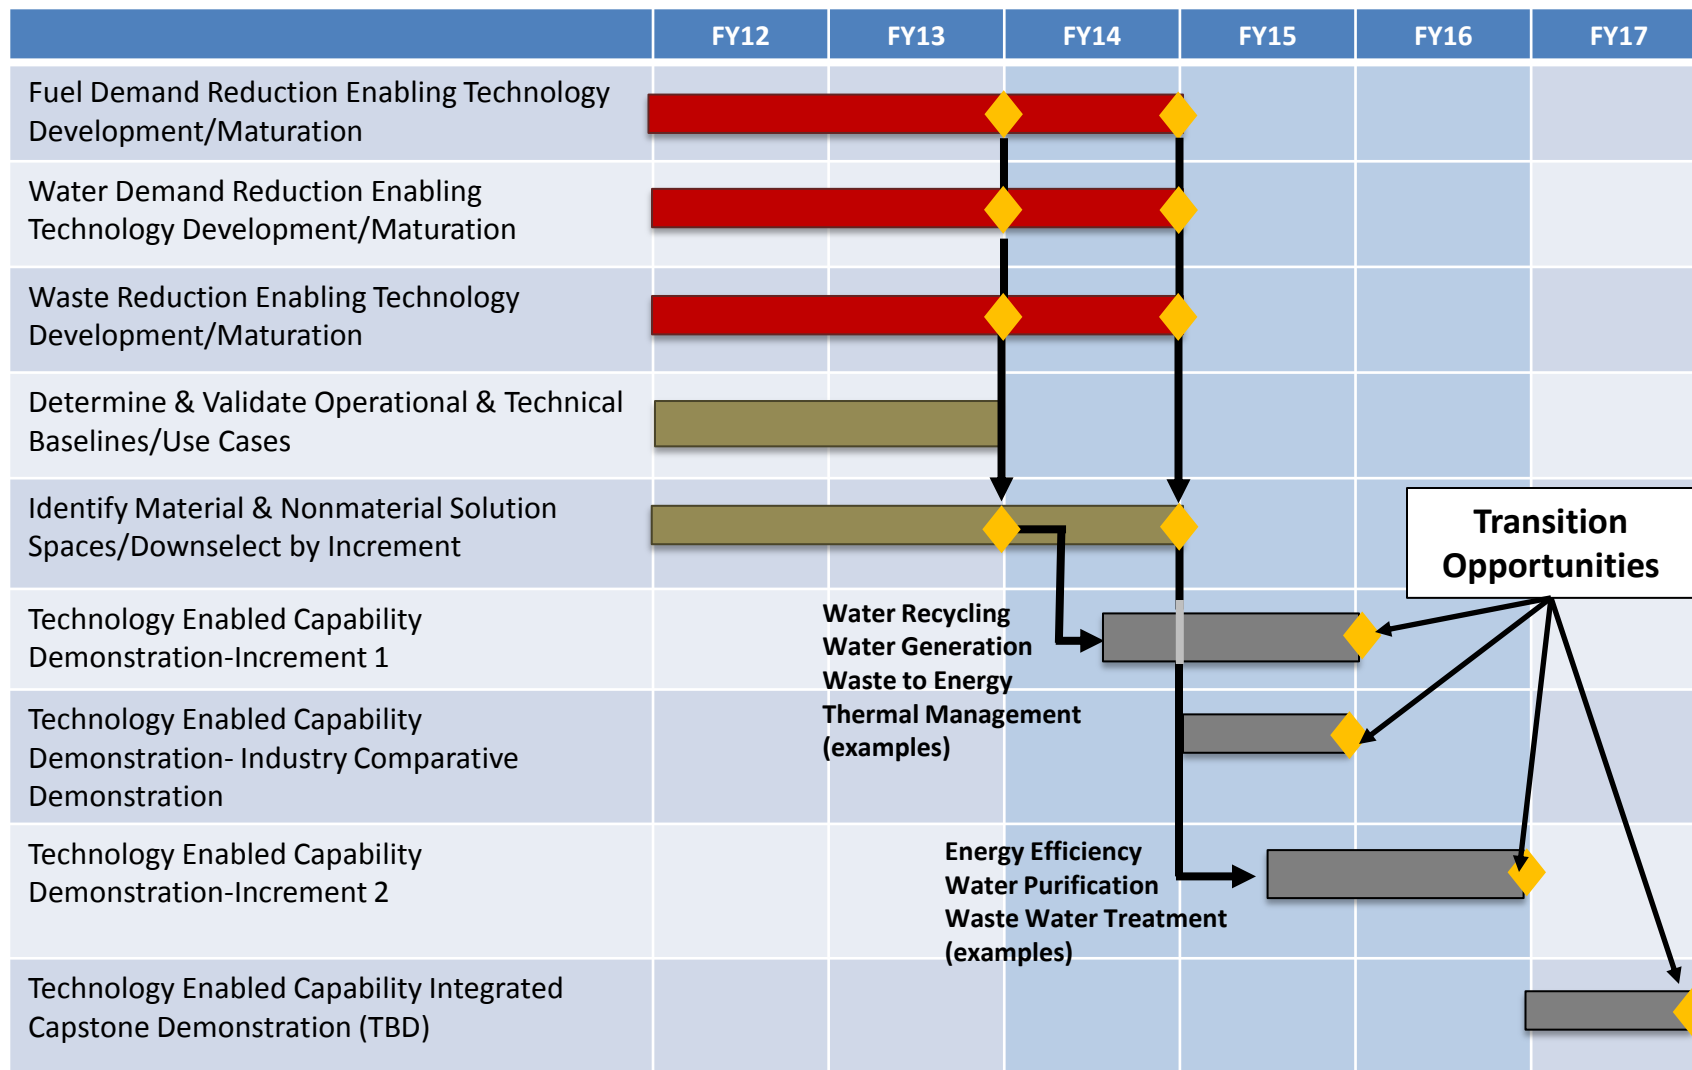 FY12 FY13 FY14 FY15 FY16 FY17
Fuel Demand Reduction Enabling Technology
Development/Maturation
Water Demand Reduction Enabling
Technology Development/Maturation
Waste Reduction Enabling Technology
Development/Maturation
Determine & Validate Operational & Technical
Baselines/Use Cases
Identify Material & Nonmaterial Solution
Spaces/Downselect by Increment
Transition
Opportunities
Technology Enabled Capability
Demonstration-Increment 1
Water Recycling
Water Generation
Waste to Energy
Thermal Management
(examples)
Technology Enabled Capability
Demonstration- Industry Comparative
Demonstration
Technology Enabled Capability
Demonstration-Increment 2
Energy Efficiency
Water Purification
Waste Water Treatment
(examples)
Technology Enabled Capability Integrated
Capstone Demonstration (TBD)